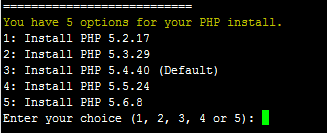 ==============================
You have 5 options for your PHP install.
1: Install PHP 5.2.17
2: Install PHP 5.3.29
3: Install PHP 5.4.40 (Default)
4: Install PHP 5.5.24
5: Install PHP 5.6.8
Enter your choice (1, 2, 3, 4 or 5):